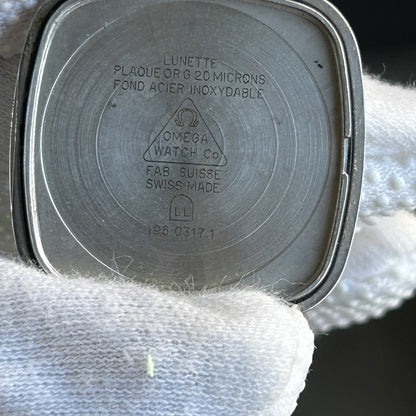 LUNETTE
PLAQUE OR G 20 MICRONS
FOND ACIER INOXYDABLE
Ω
OMEGA
WATCH Co
FAB SUISSE
SWISS MADE
LL
196 0317.1